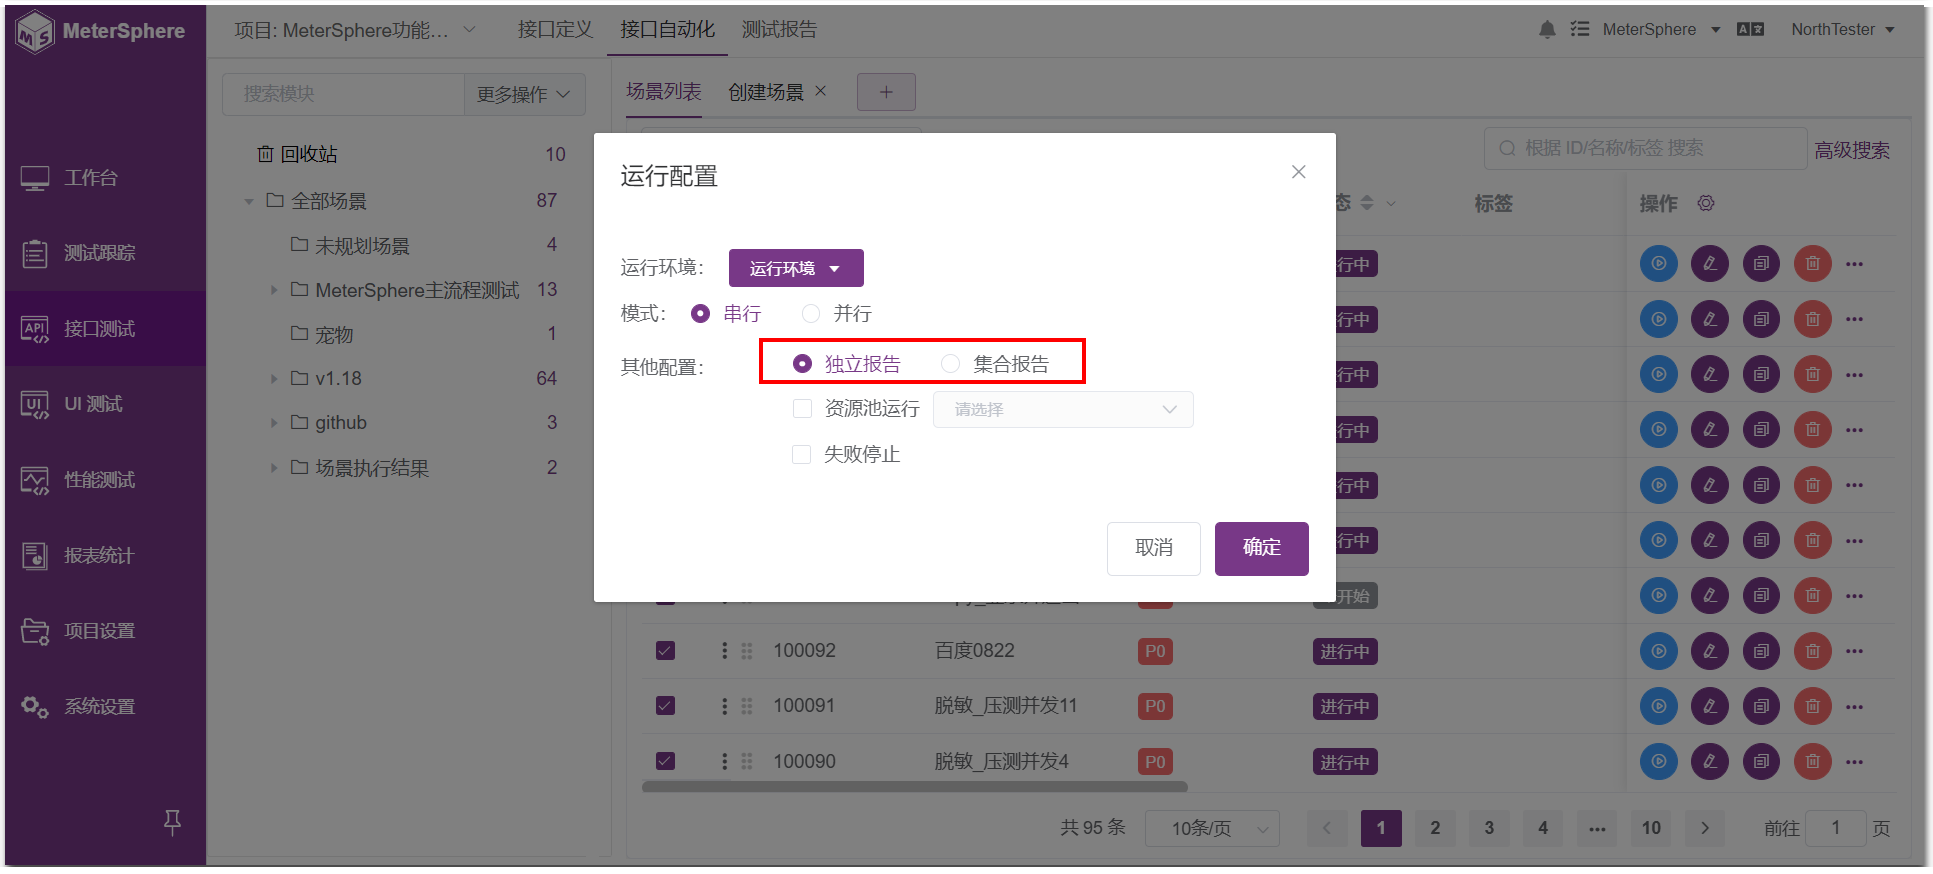 MeterSphere
项目: MeterSphere功能...
接口定义
接口自动化
测试报告
MeterSphere
NorthTester
工作台
测试跟踪
API
接口测试
UI
UI 测试
性能测试
报表统计
项目设置
系统设置
搜索模块
更多操作
回收站 10
全部场景 87
未规划场景 4
MeterSphere主流程测试 13
宠物 1
v1.18 64
github 3
场景执行结果 2
场景列表
创建场景
根据 ID/名称/标签 搜索
高级搜索
态
标签
操作
运行配置
运行环境:
运行环境
模式:
串行
并行
其他配置:
独立报告
集合报告
资源池运行
请选择
失败停止
取消
确定
行中
行中
行中
行中
行中
行中
开始
100092 百度0822 P0 进行中
100091 脱敏_压测并发11 P0 进行中
100090 脱敏_压测并发4 P0 进行中
共 95 条
10条/页
1
2
3
4
10
前往 1 页